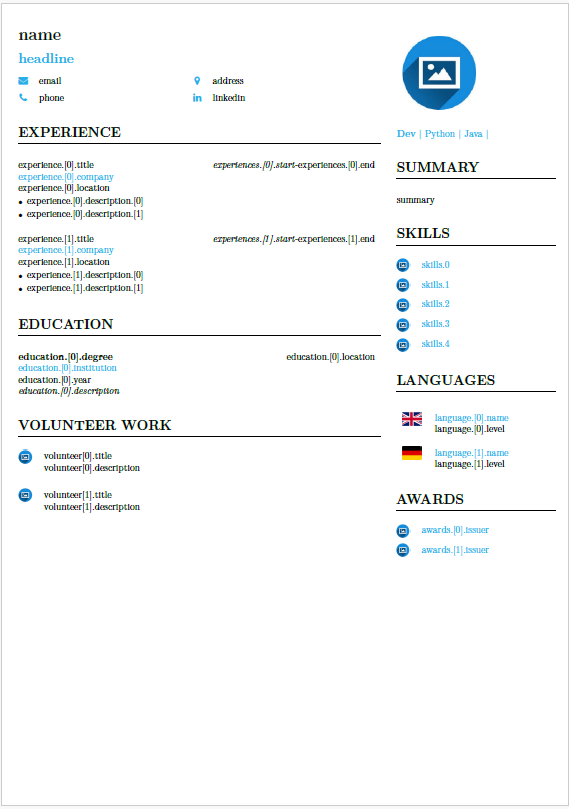 name
headline
email
address
phone
linkedin
EXPERIENCE
experience.[0].title
experiences.[0].start-experiences.[0].end
experience.[0].company
experience.[0].location
• experience.[0].description.[0]
• experience.[0].description.[1]
experience.[1].title
experiences.[1].start-experiences.[1].end
experience.[1].company
experience.[1].location
• experience.[1].description.[0]
• experience.[1].description.[1]
EDUCATION
education.[0].degree
education.[0].location
education.[0].institution
education.[0].year
education.[0].description
VOLUNTEER WORK
volunteer[0].title
volunteer[0].description
volunteer[1].title
volunteer[1].description
Dev | Python | Java |
SUMMARY
summary
SKILLS
skills.0
skills.1
skills.2
skills.3
skills.4
LANGUAGES
language.[0].name
language.[0].level
language.[1].name
language.[1].level
AWARDS
awards.[0].issuer
awards.[1].issuer